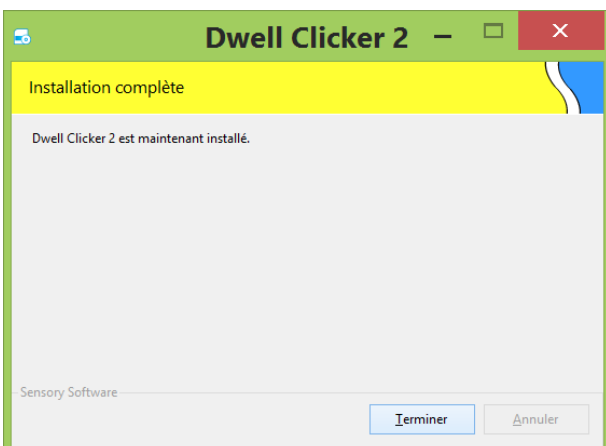 Dwell Clicker 2
Installation complète
Dwell Clicker 2 est maintenant installé.
Sensory Software
Terminer
Annuler